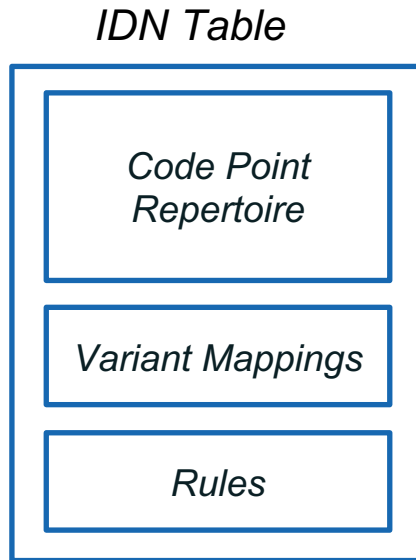 IDN Table
Code Point
Repertoire
Variant Mappings
Rules